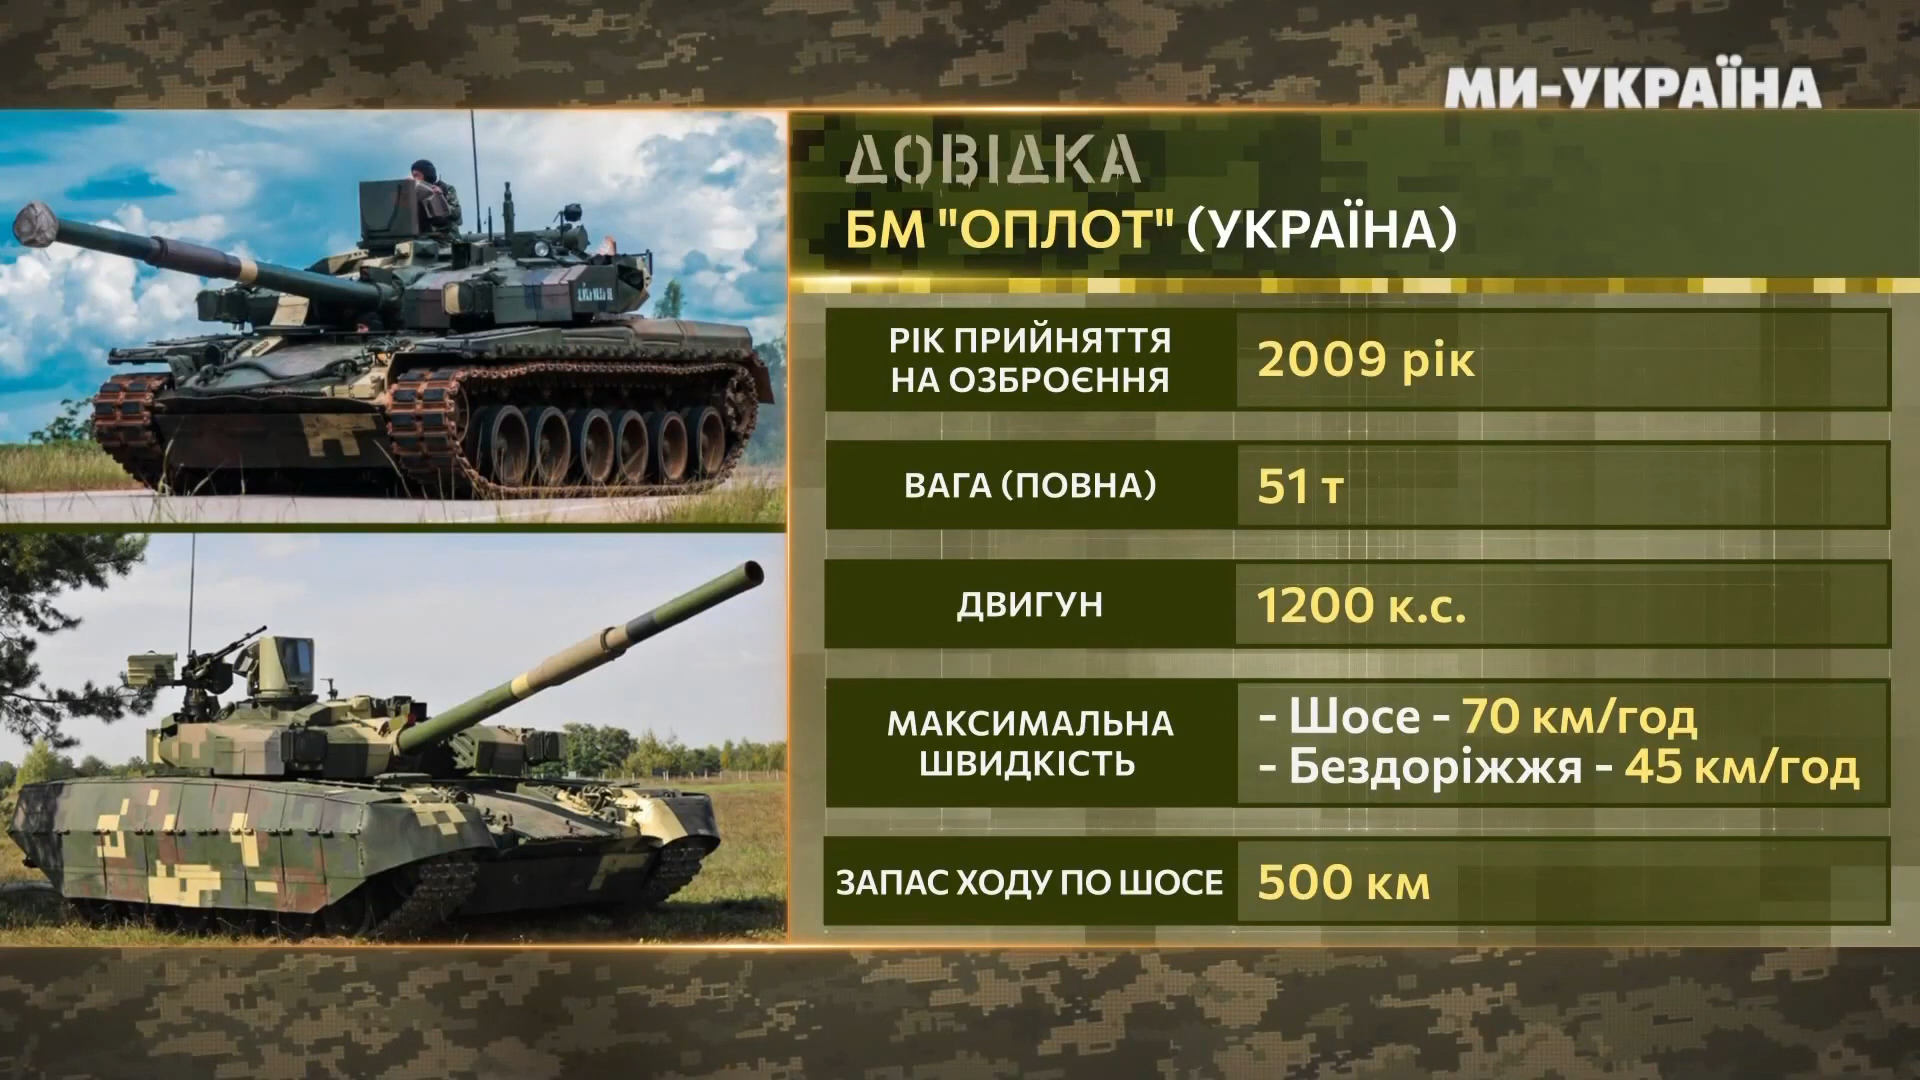 МИ-УКРАЇНА
ДОВІДКА
БМ "ОПЛОТ" (УКРАЇНА)
РІК ПРИЙНЯТТЯ
НА ОЗБРОЄННЯ
2009 рік
ВАГА (ПОВНА)
51 т
ДВИГУН
1200 к.с.
МАКСИМАЛЬНА
ШВИДКІСТЬ
- Шосе - 70 км/год
- Бездоріжжя - 45 км/год
ЗАПАС ХОДУ ПО ШОСЕ
500 км